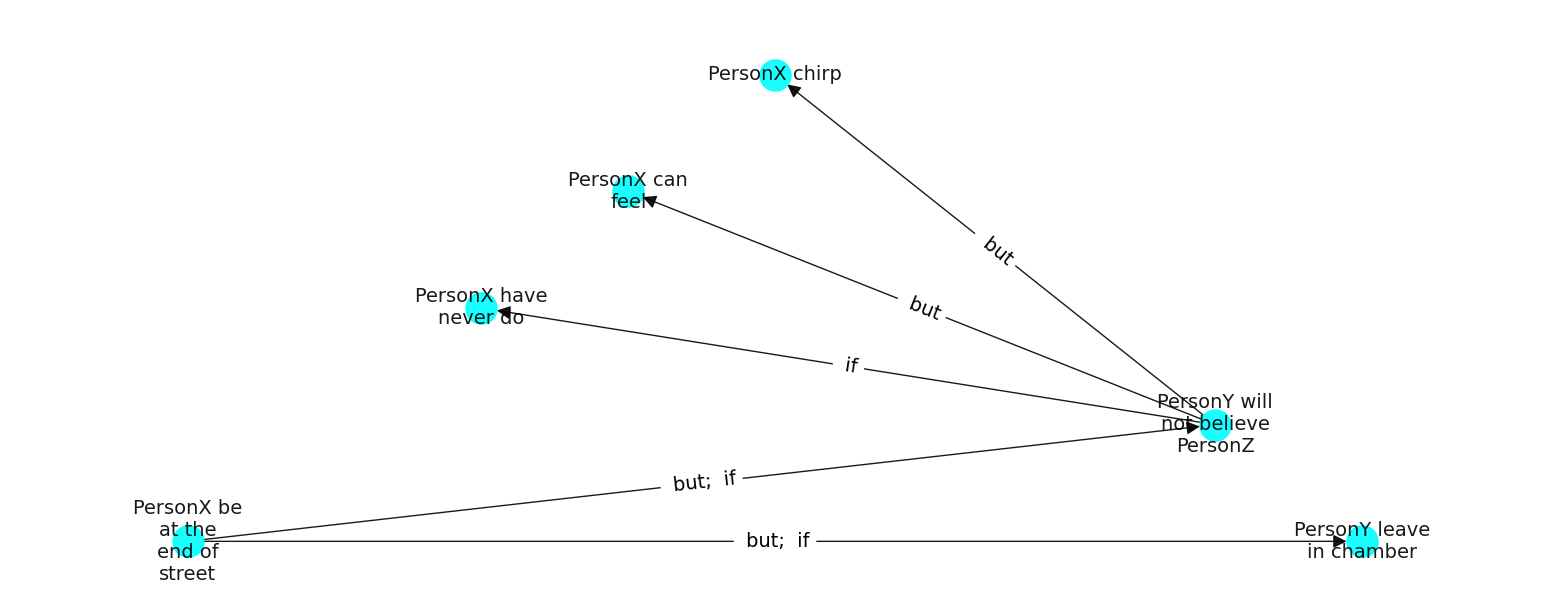 PersonX chirp
PersonX can
feel
but
PersonX have
never do
but
if
PersonY will
not believe
PersonZ
but; if
PersonX be
at the
end of
street
but; if
PersonY leave
in chamber